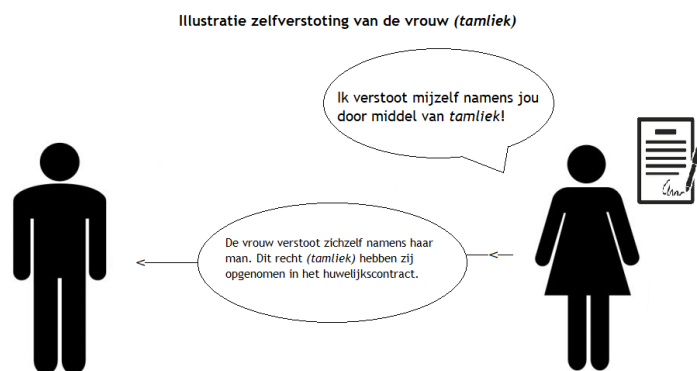 Illustratie zelfverstoting van de vrouw (tamliek)
Ik verstoot mijzelf namens jou
door middel van tamliek!
De vrouw verstoot zichzelf namens haar
man. Dit recht (tamliek) hebben zij
opgenomen in het huwelijkscontract.